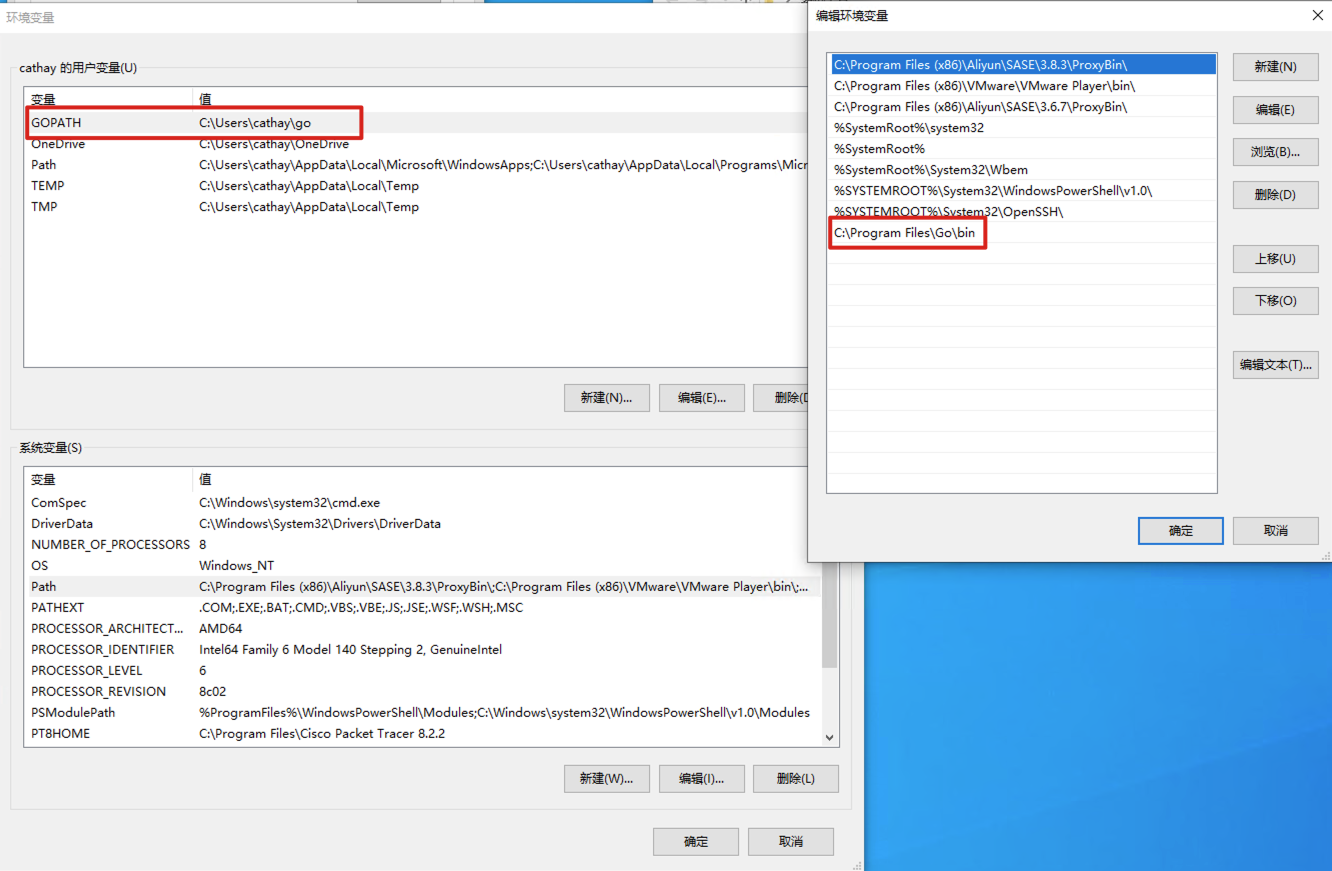 环境变量
cathay 的用户变量(U)
变量 值
GOPATH C:\Users\cathay\go
OneDrive C:\Users\cathay\OneDrive
Path C:\Users\cathay\AppData\Local\Microsoft\WindowsApps;C:\Users\cathay\AppData\Local\Programs\Micr
TEMP C:\Users\cathay\AppData\Local\Temp
TMP C:\Users\cathay\AppData\Local\Temp
新建(N)... 编辑(E)... 删除(D
系统变量(S)
变量 值
ComSpec C:\Windows\system32\cmd.exe
DriverData C:\Windows\System32\Drivers\DriverData
NUMBER_OF_PROCESSORS 8
OS Windows_NT
Path C:\Program Files (x86)\Aliyun\SASE\3.8.3\ProxyBin\;C:\Program Files (x86)\VMware\VMware Player\bin\;...
PATHEXT .COM;.EXE;.BAT;.CMD;.VBS;.VBE;.JS;.JSE;.WSF;.WSH;.MSC
PROCESSOR_ARCHITECT... AMD64
PROCESSOR_IDENTIFIER Intel64 Family 6 Model 140 Stepping 2, GenuineIntel
PROCESSOR_LEVEL 6
PROCESSOR_REVISION 8c02
PSModulePath %ProgramFiles%\WindowsPowerShell\Modules;C:\Windows\system32\WindowsPowerShell\v1.0\Modules
PT8HOME C:\Program Files\Cisco Packet Tracer 8.2.2
新建(W)... 编辑(I)... 删除(L)
确定 取消
编辑环境变量
C:\Program Files (x86)\Aliyun\SASE\3.8.3\ProxyBin\
C:\Program Files (x86)\VMware\VMware Player\bin\
C:\Program Files (x86)\Aliyun\SASE\3.6.7\ProxyBin\
%SystemRoot%\system32
%SystemRoot%
%SystemRoot%\System32\Wbem
%SYSTEMROOT%\System32\WindowsPowerShell\v1.0\
%SYSTEMROOT%\System32\OpenSSH\
C:\Program Files\Go\bin
新建(N)
编辑(E)
浏览(B)...
删除(D)
上移(U)
下移(O)
编辑文本(T)...
确定 取消